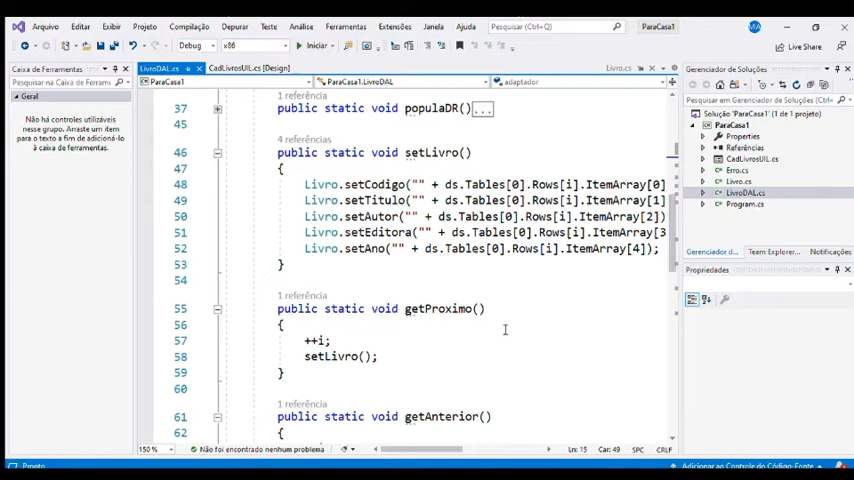 Arquivo Editar Exibir Projeto Compilação Depurar Teste Análise Ferramentas Extensões Janela Ajuda Pesquisar (Ctrl+Q) ParaCasa1 MA
Debug x86 Iniciar Live Share
Caixa de Ferramentas
Pesquisar na Caixa de Ferram
Geral
Não há controles utilizáveis
nesse grupo. Arraste um item
para o texto a fim de adicioná-lo
à caixa de ferramentas.
LivroDAL.cs CadLivrosUIL.cs [Design] Livro.cs
ParaCasa1 ParaCasa1.LivroDAL adaptador
1 referência
37 public static void populaDR()...
45
4 referências
46 public static void setLivro()
47 {
48 Livro.setCodigo("" + ds.Tables[0].Rows[i].ItemArray[0]
49 Livro.setTitulo("" + ds.Tables[0].Rows[i].ItemArray[1]
50 Livro.setAutor("" + ds.Tables[0].Rows[i].ItemArray[2])
51 Livro.setEditora("" + ds.Tables[0].Rows[i].ItemArray[3
52 Livro.setAno("" + ds.Tables[0].Rows[i].ItemArray[4]);
53 }
54
1 referência
55 public static void getProximo()
56 {
57 ++i;
58 setLivro();
59 }
60
1 referência
61 public static void getAnterior()
62 {
150 % Não foi encontrado nenhum problema Ln: 15 Car: 49 SPC CRLF
Gerenciador de Soluções
Pesquisar em Gerenciador de Soluçõe
Solução 'ParaCasa1' (1 de 1 projeto)
ParaCasa1
Properties
Referências
CadLivrosUIL.cs
Erro.cs
Livro.cs
LivroDAL.cs
Program.cs
Gerenciador d... Team Explorer... Notificações
Propriedades
Pronto Adicionar ao Controle do Código-Fonte